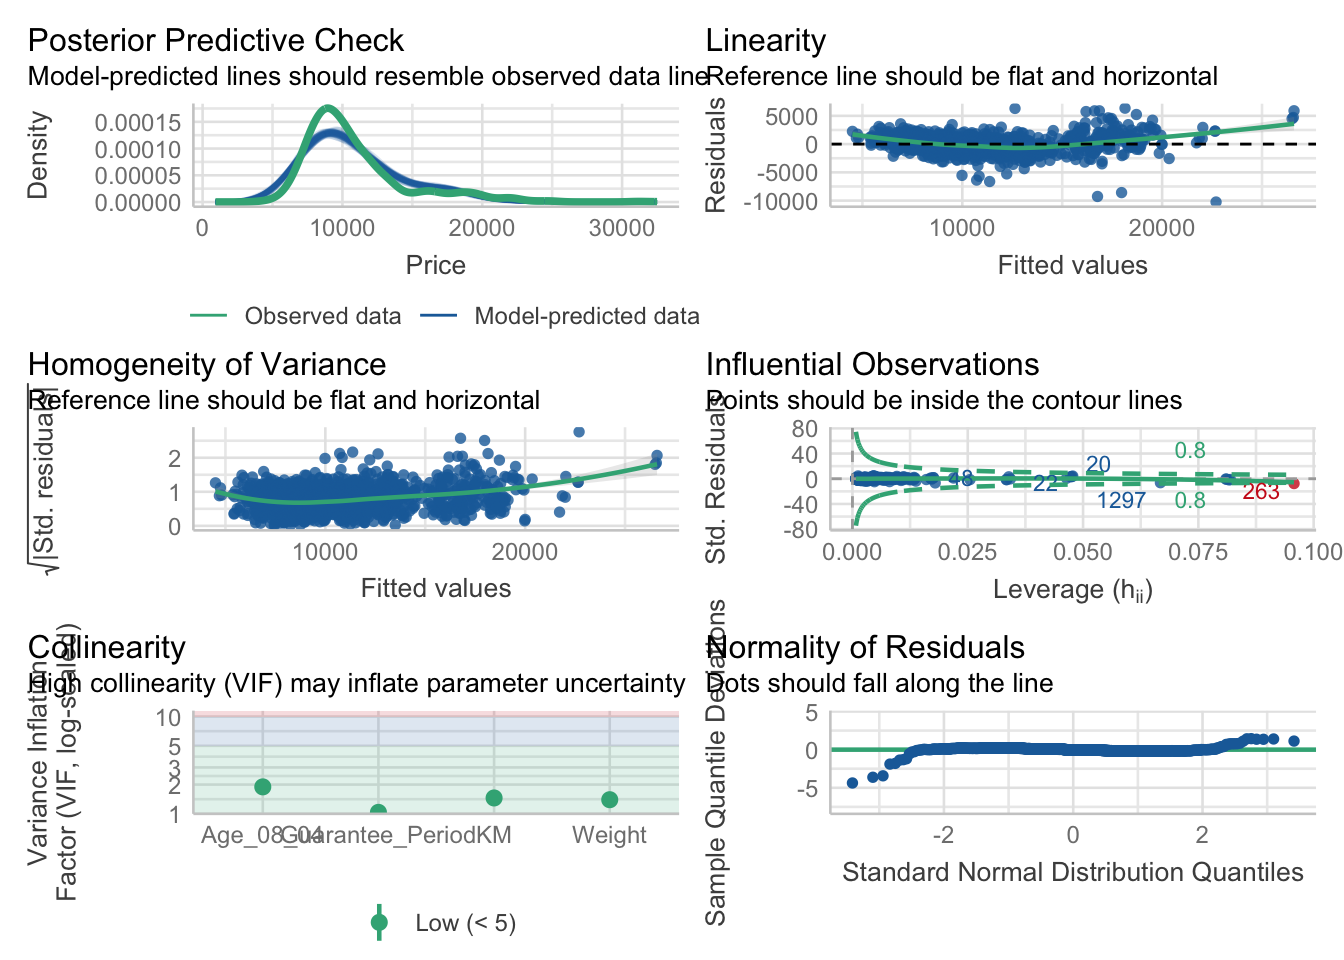 Posterior Predictive Check
Model-predicted lines should resemble observed data line
Density
0.00015
0.00010
0.00005
0.00000
0
10000
20000
30000
Price
Observed data
Model-predicted data
Linearity
Reference line should be flat and horizontal
Residuals
5000
0
-5000
-10000
10000
20000
Fitted values
Homogeneity of Variance
Reference line should be flat and horizontal
√|Std. residuals|
2
1
0
10000
20000
Fitted values
Influential Observations
Points should be inside the contour lines
Std. Residuals
80
40
0
-40
-80
0.8
20
48
22
1297
0.8
263
0.000
0.025
0.050
0.075
0.100
Leverage (hii)
Collinearity
High collinearity (VIF) may inflate parameter uncertainty
Variance Inflation
Factor (VIF, log-scaled)
10
5
3
2
1
Age_08_04
Guarantee_Period
KM
Weight
Low (< 5)
Normality of Residuals
Dots should fall along the line
Sample Quantile Deviations
5
0
-5
-2
0
2
Standard Normal Distribution Quantiles